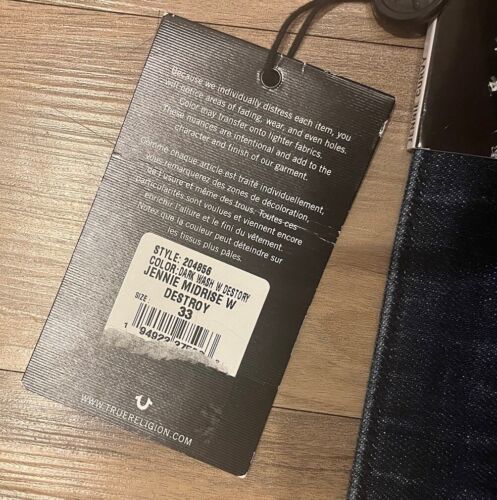 Because we individually distress each item, you
will notice areas of fading, wear, and even holes.
Color may transfer onto lighter fabrics.
These nuances are intentional and add to the
character and finish of our garment.
Comme chaque article est traité individuellement,
vous remarquerez des zones de décoloration,
de l'usure et même des trous. Toutes ces
particularités sont voulues et viennent encore
enrichir l'allure et le fini du vêtement.
Notez que la couleur peut déteindre sur
les tissus plus pâles.
STYLE: 204856
COLOR:DARK WASH W DESTORY
JENNIE MIDRISE W
DESTROY
SIZE
33
1 94922
WWW.TRUERELIGION.COM